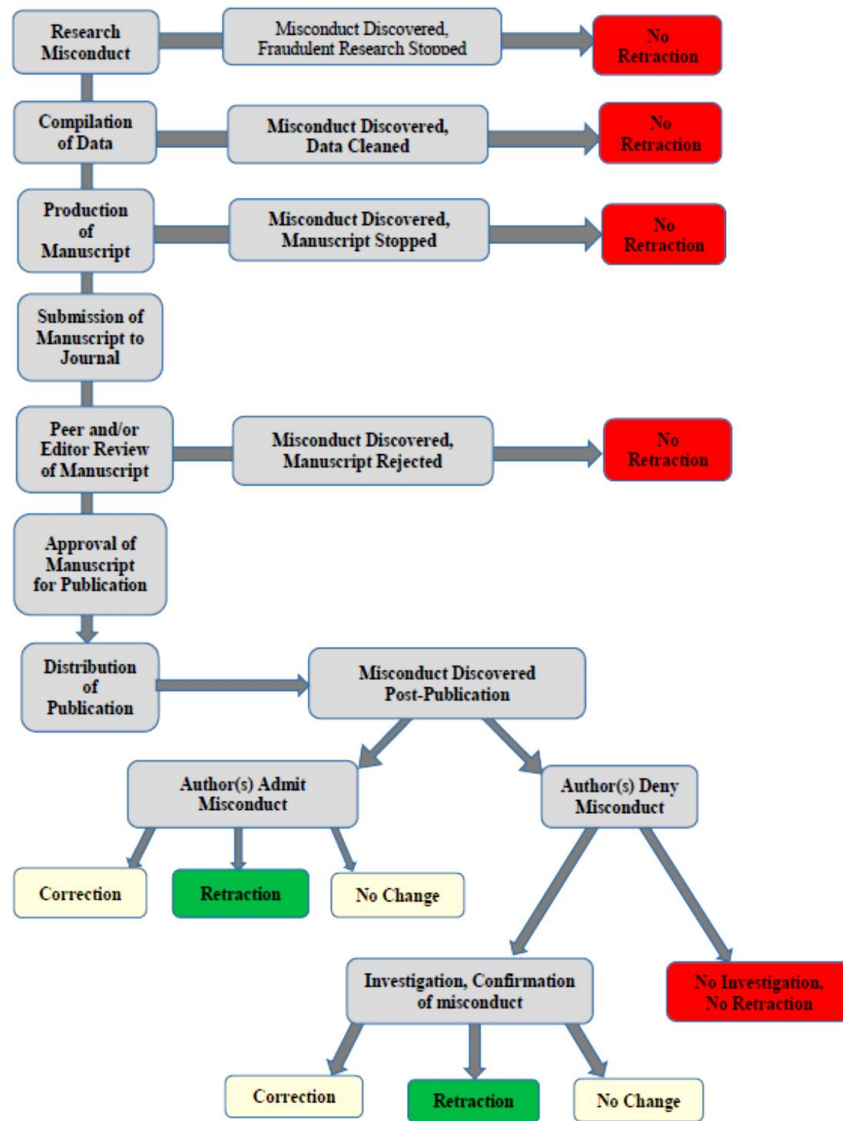 Research
Misconduct
Misconduct Discovered,
Fraudulent Research Stopped
No
Retraction
Compilation
of Data
Misconduct Discovered,
Data Cleaned
No
Retraction
Production
of
Manuscript
Misconduct Discovered,
Manuscript Stopped
No
Retraction
Submission of
Manuscript to
Journal
Peer and/or
Editor Review
of Manuscript
Misconduct Discovered,
Manuscript Rejected
No
Retraction
Approval of
Manuscript
for Publication
Distribution
of
Publication
Misconduct Discovered
Post-Publication
Author(s) Admit
Misconduct
Author(s) Deny
Misconduct
Correction
Retraction
No Change
Investigation, Confirmation
of misconduct
No Investigation,
No Retraction
Correction
Retraction
No Change